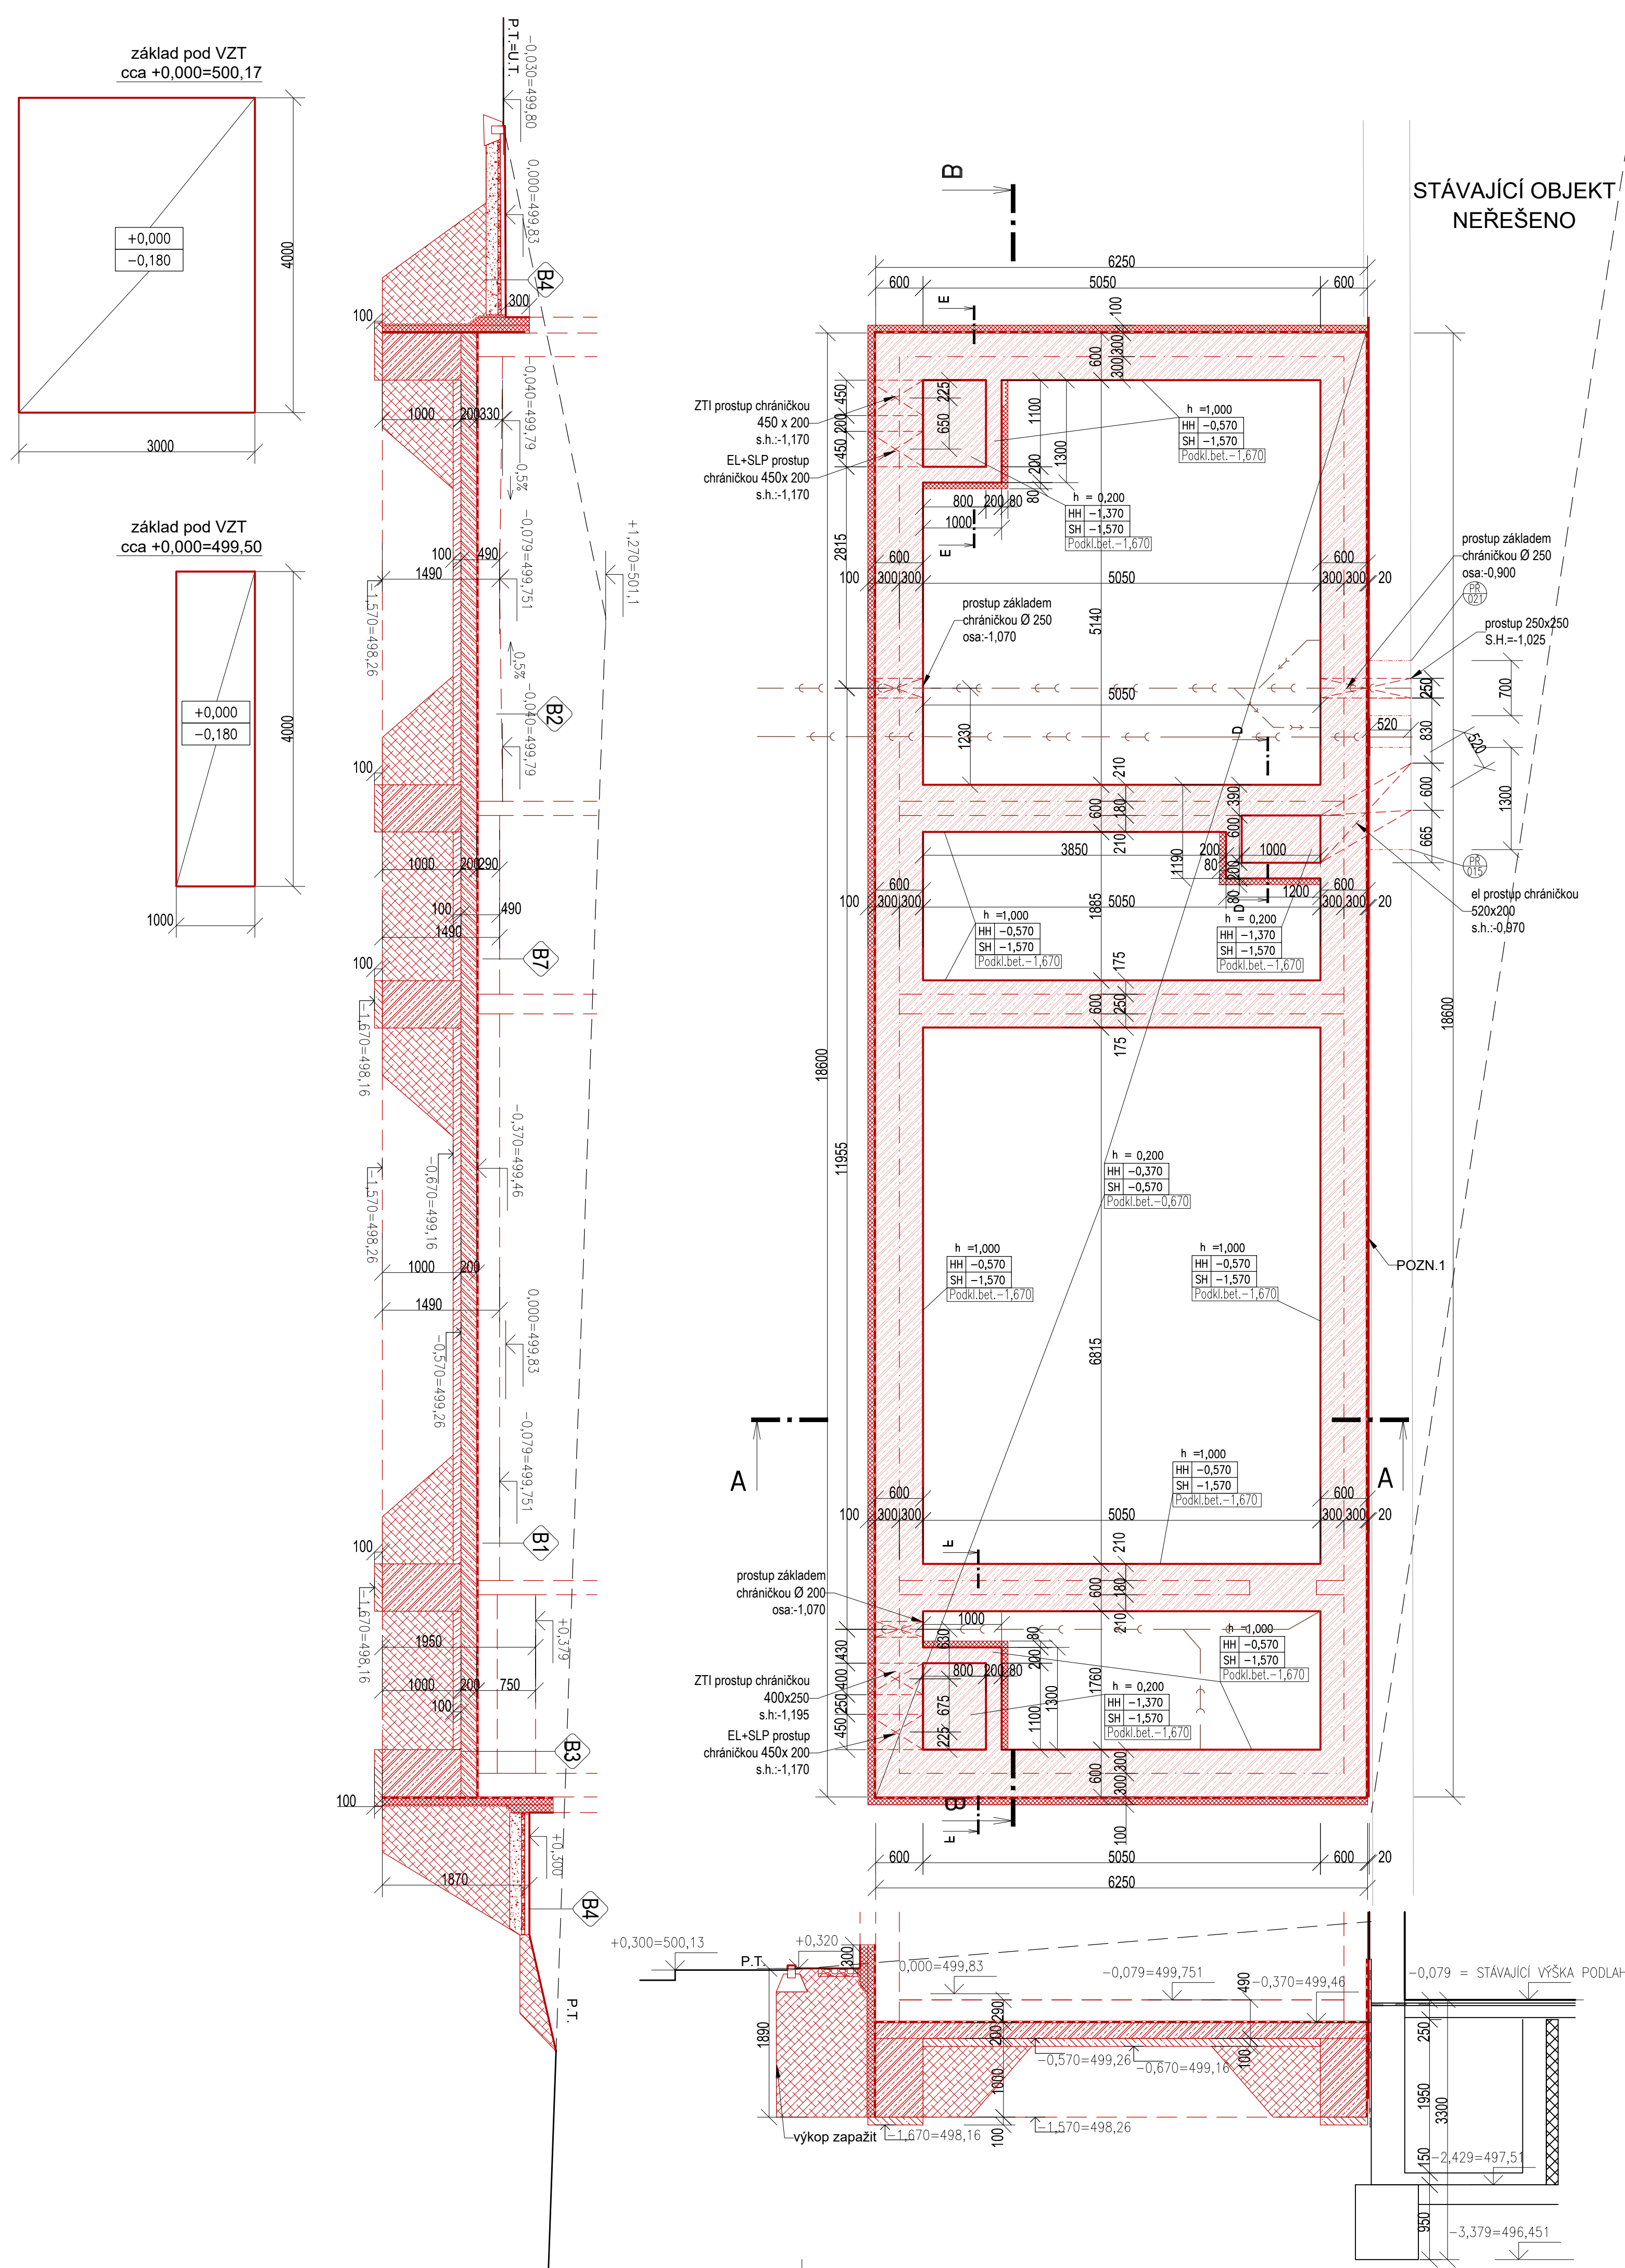 základ pod VZT
cca +0,000=500,17
+0,000
−0,180
4000
3000
základ pod VZT
cca +0,000=499,50
+0,000
−0,180
4000
1000
P.T.=U.T.
−0,030=499,80
0,000=499,83
B4
300
100
−0,040=499,79
1000
200
330
0,5%
−0,079=499,751
+1,270=501,1
100
490
1490
−1,570=498,26
0,5%
−0,040=499,79
B2
100
1000
200
290
100
490
1490
B7
100
−1,670=498,16
−0,370=499,46
−0,670=499,16
−1,570=498,26
1000
200
1490
0,000=499,83
−0,570=499,26
−0,079=499,751
B1
100
−1,670=498,16
+0,379
1950
1000
200
750
100
B3
100
+0,300
1870
B4
P.T.
STÁVAJÍCÍ OBJEKT
NEŘEŠENO
B
6250
600
5050
600
E
100
600
300
300
ZTI prostup chráničkou
450 x 200
s.h.:-1,170
EL+SLP prostup
chráničkou 450x 200
s.h.:-1,170
450
200
450
225
650
1100
1300
200
80
h =1,000
HH −0,570
SH −1,570
Podkl.bet.−1,670
h = 0,200
HH −1,370
SH −1,570
Podkl.bet.−1,670
800
200
80
1000
E
2815
600
100
300
300
5050
600
300
300
20
prostup základem
chráničkou Ø 250
osa:-1,070
5140
prostup základem
chráničkou Ø 250
osa:-0,900
PR
021
prostup 250x250
S.H.=-1,025
5050
1230
D
250
700
520
830
520
600
1300
665
PR
015
el prostup chráničkou
520x200
s.h.:-0,970
210
600
180
210
390
600
3850
200
1000
80
1190
200
80
1200
D
600
100
300
300
5050
600
300
300
20
1885
h =1,000
HH −0,570
SH −1,570
Podkl.bet.−1,670
h = 0,200
HH −1,370
SH −1,570
Podkl.bet.−1,670
175
600
250
175
18600
18600
11955
h = 0,200
HH −0,370
SH −0,570
Podkl.bet.−0,670
h =1,000
HH −0,570
SH −1,570
Podkl.bet.−1,670
h =1,000
HH −0,570
SH −1,570
Podkl.bet.−1,670
POZN.1
6815
A
A
h =1,000
HH −0,570
SH −1,570
Podkl.bet.−1,670
600
100
300
300
5050
600
300
300
20
210
600
180
210
prostup základem
chráničkou Ø 200
osa:-1,070
1000
630
430
80
200
h =1,000
HH −0,570
SH −1,570
Podkl.bet.−1,670
ZTI prostup chráničkou
400x250
s.h:-1,195
EL+SLP prostup
chráničkou 450x 200
s.h.:-1,170
400
250
450
800
200
80
675
225
1100
1300
1760
h = 0,200
HH −1,370
SH −1,570
Podkl.bet.−1,670
600
300
300
B
100
600
5050
600
20
6250
+0,300=500,13
P.T.
+0,320
300
0,000=499,83
−0,079=499,751
490
−0,370=499,46
−0,079 = STÁVAJÍCÍ VÝŠKA PODLAH
1890
290
200
−0,570=499,26
−0,670=499,16
100
1000
výkop zapažit
−1,670=498,16
100
−1,570=498,26
250
1950
3300
150
−2,429=497,51
950
−3,379=496,451